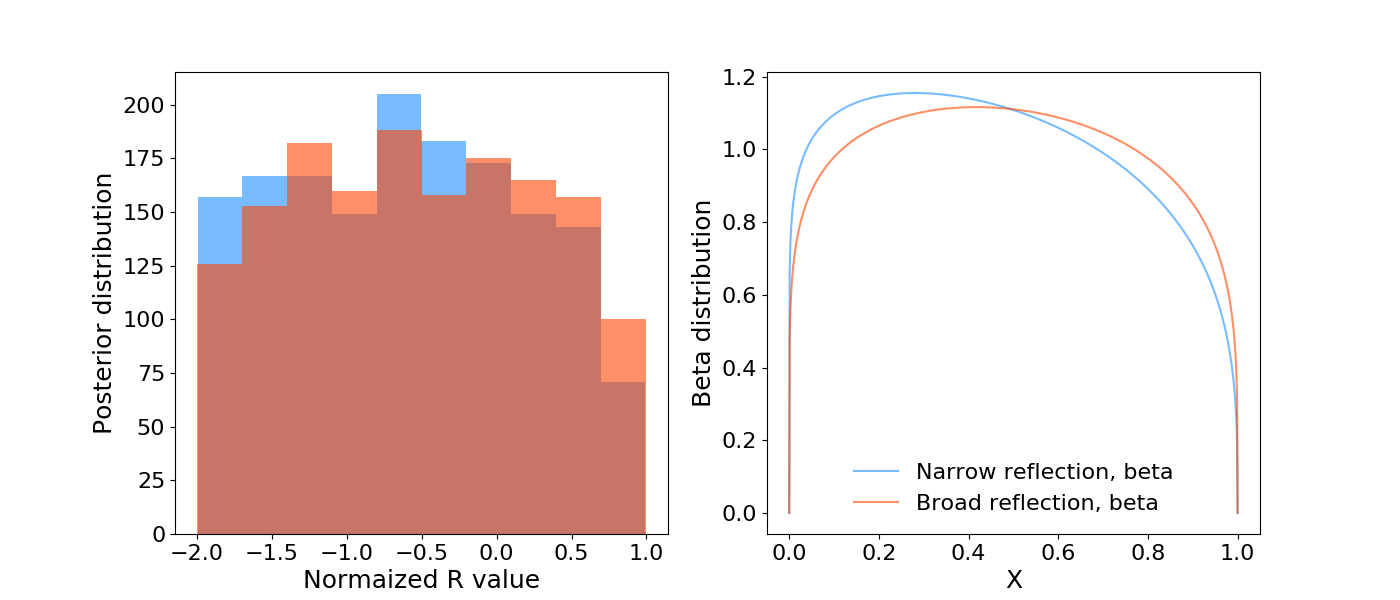 Posterior distribution
200
175
150
125
100
75
50
25
0
−2.0 −1.5 −1.0 −0.5 0.0 0.5 1.0
Normaized R value
Beta distribution
1.2
1.0
0.8
0.6
0.4
0.2
0.0
Narrow reflection, beta
Broad reflection, beta
0.0 0.2 0.4 0.6 0.8 1.0
X